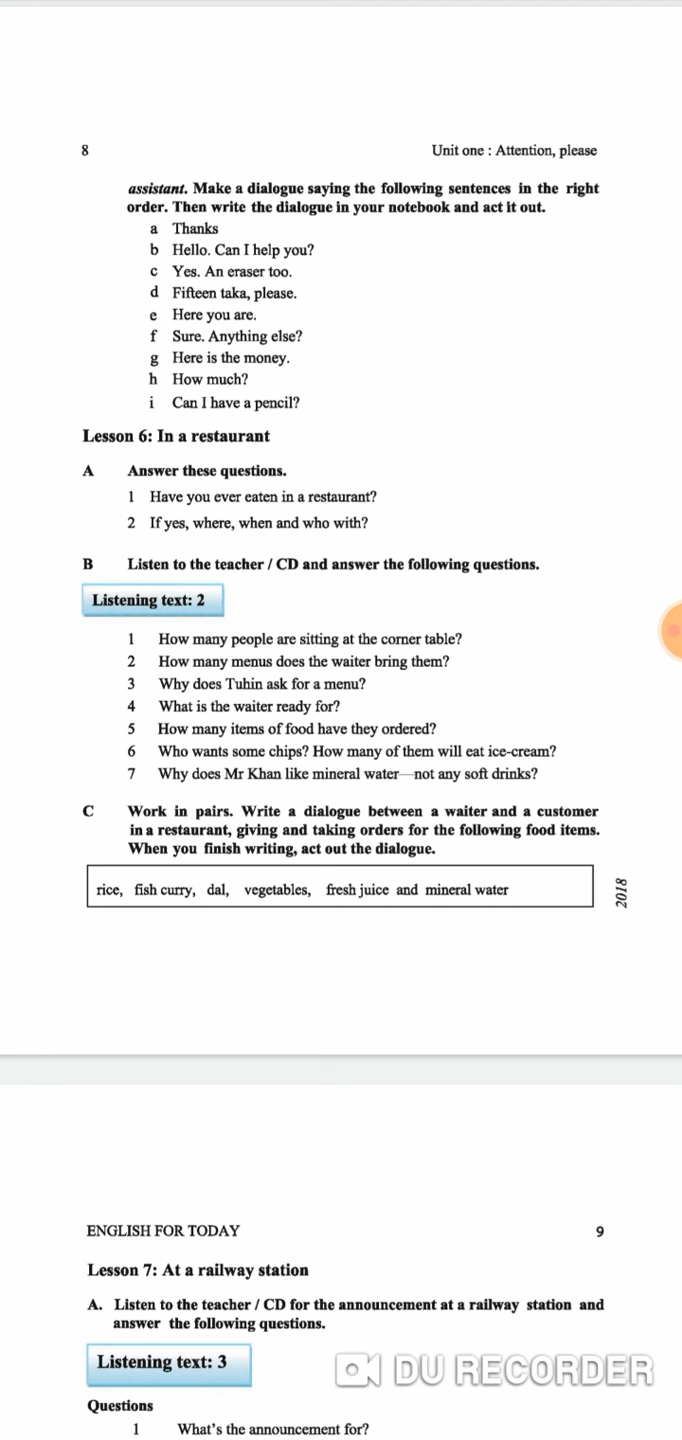 8 Unit one : Attention, please
assistant. Make a dialogue saying the following sentences in the right
order. Then write the dialogue in your notebook and act it out.
a Thanks
b Hello. Can I help you?
c Yes. An eraser too.
d Fifteen taka, please.
e Here you are.
f Sure. Anything else?
g Here is the money.
h How much?
i Can I have a pencil?
Lesson 6: In a restaurant
A Answer these questions.
1 Have you ever eaten in a restaurant?
2 If yes, where, when and who with?
B Listen to the teacher / CD and answer the following questions.
Listening text: 2
1 How many people are sitting at the corner table?
2 How many menus does the waiter bring them?
3 Why does Tuhin ask for a menu?
4 What is the waiter ready for?
5 How many items of food have they ordered?
6 Who wants some chips? How many of them will eat ice-cream?
7 Why does Mr Khan like mineral water—not any soft drinks?
C Work in pairs. Write a dialogue between a waiter and a customer
in a restaurant, giving and taking orders for the following food items.
When you finish writing, act out the dialogue.
rice, fish curry, dal, vegetables, fresh juice and mineral water
2018
ENGLISH FOR TODAY 9
Lesson 7: At a railway station
A. Listen to the teacher / CD for the announcement at a railway station and
answer the following questions.
Listening text: 3
DU RECORDER
Questions
1 What's the announcement for?